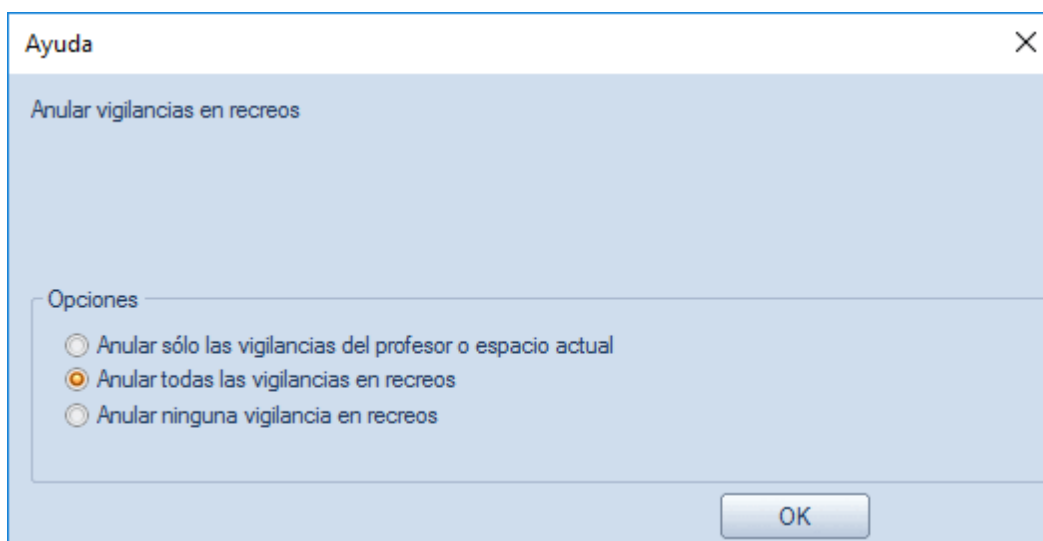 Ayuda
Anular vigilancias en recreos
Opciones
Anular sólo las vigilancias del profesor o espacio actual
Anular todas las vigilancias en recreos
Anular ninguna vigilancia en recreos
OK